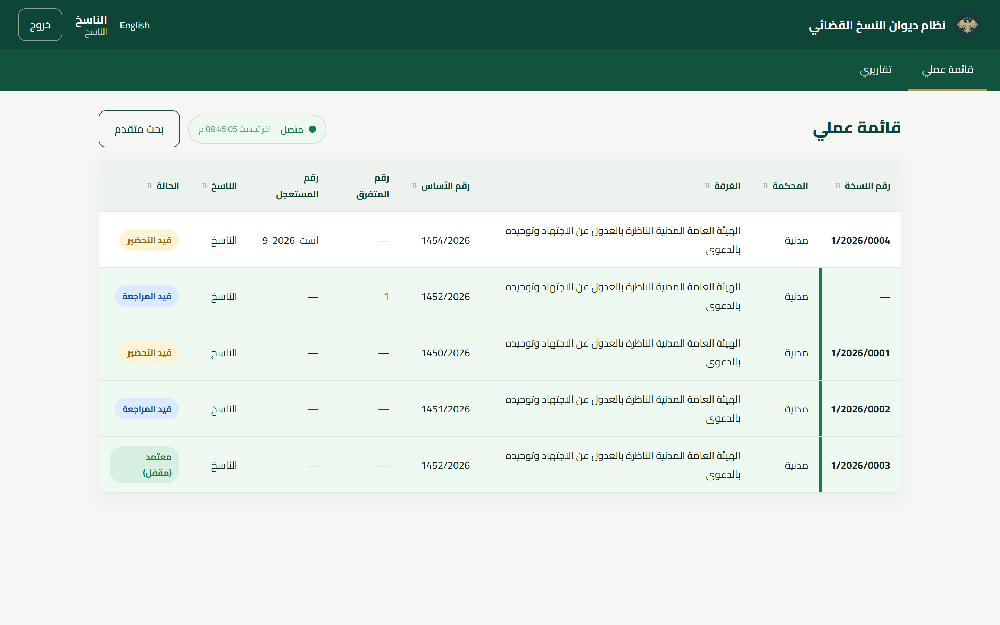 نظام ديوان النسخ القضائي
English
الناسخ
الناسخ
خروج
قائمة عملي
تقاريري
قائمة عملي
متصل · آخر تحديث 08:45:05 م
بحث متقدم
رقم النسخة ⇅ المحكمة ⇅ الغرفة ⇅ رقم الأساس ⇅ رقم المتفرق رقم المستعجل الناسخ ⇅ الحالة ⇅
1/2026/0004 مدنية الهيئة العامة المدنية الناظرة بالعدول عن الاجتهاد وتوحيده بالدعوى 1454/2026 — است-2026-9 الناسخ قيد التحضير
— مدنية الهيئة العامة المدنية الناظرة بالعدول عن الاجتهاد وتوحيده بالدعوى 1452/2026 1 — الناسخ قيد المراجعة
1/2026/0001 مدنية الهيئة العامة المدنية الناظرة بالعدول عن الاجتهاد وتوحيده بالدعوى 1450/2026 — — الناسخ قيد التحضير
1/2026/0002 مدنية الهيئة العامة المدنية الناظرة بالعدول عن الاجتهاد وتوحيده بالدعوى 1451/2026 — — الناسخ قيد المراجعة
1/2026/0003 مدنية الهيئة العامة المدنية الناظرة بالعدول عن الاجتهاد وتوحيده بالدعوى 1452/2026 — — الناسخ معتمد (مقفل)